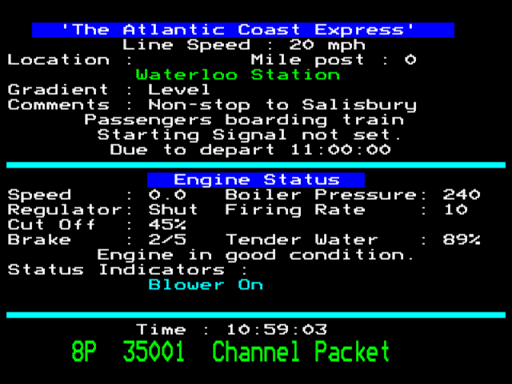 'The Atlantic Coast Express'
Line Speed : 20 mph
Location : Mile post : 0
Waterloo Station
Gradient : Level
Comments : Non-stop to Salisbury
Passengers boarding train
Starting Signal not set.
Due to depart 11:00:00
Engine Status
Speed : 0.0 Boiler Pressure: 240
Regulator: Shut Firing Rate : 10
Cut Off : 45%
Brake : 2/5 Tender Water : 89%
Engine in good condition.
Status Indicators :
Blower On
Time : 10:59:03
8P 35001 Channel Packet